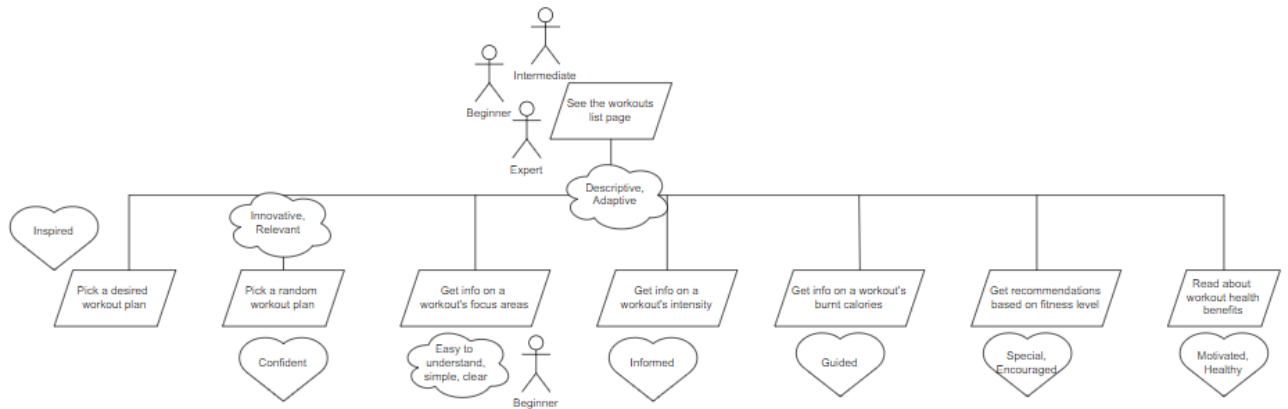 Intermediate
Beginner
Expert
See the workouts
list page
Descriptive,
Adaptive
Inspired
Innovative,
Relevant
Pick a desired
workout plan
Pick a random
workout plan
Get info on a
workout's focus areas
Get info on a
workout's intensity
Get info on a workout's
burnt calories
Get recommendations
based on fitness level
Read about
workout health
benefits
Confident
Easy to
understand,
simple, clear
Beginner
Informed
Guided
Special,
Encouraged
Motivated,
Healthy